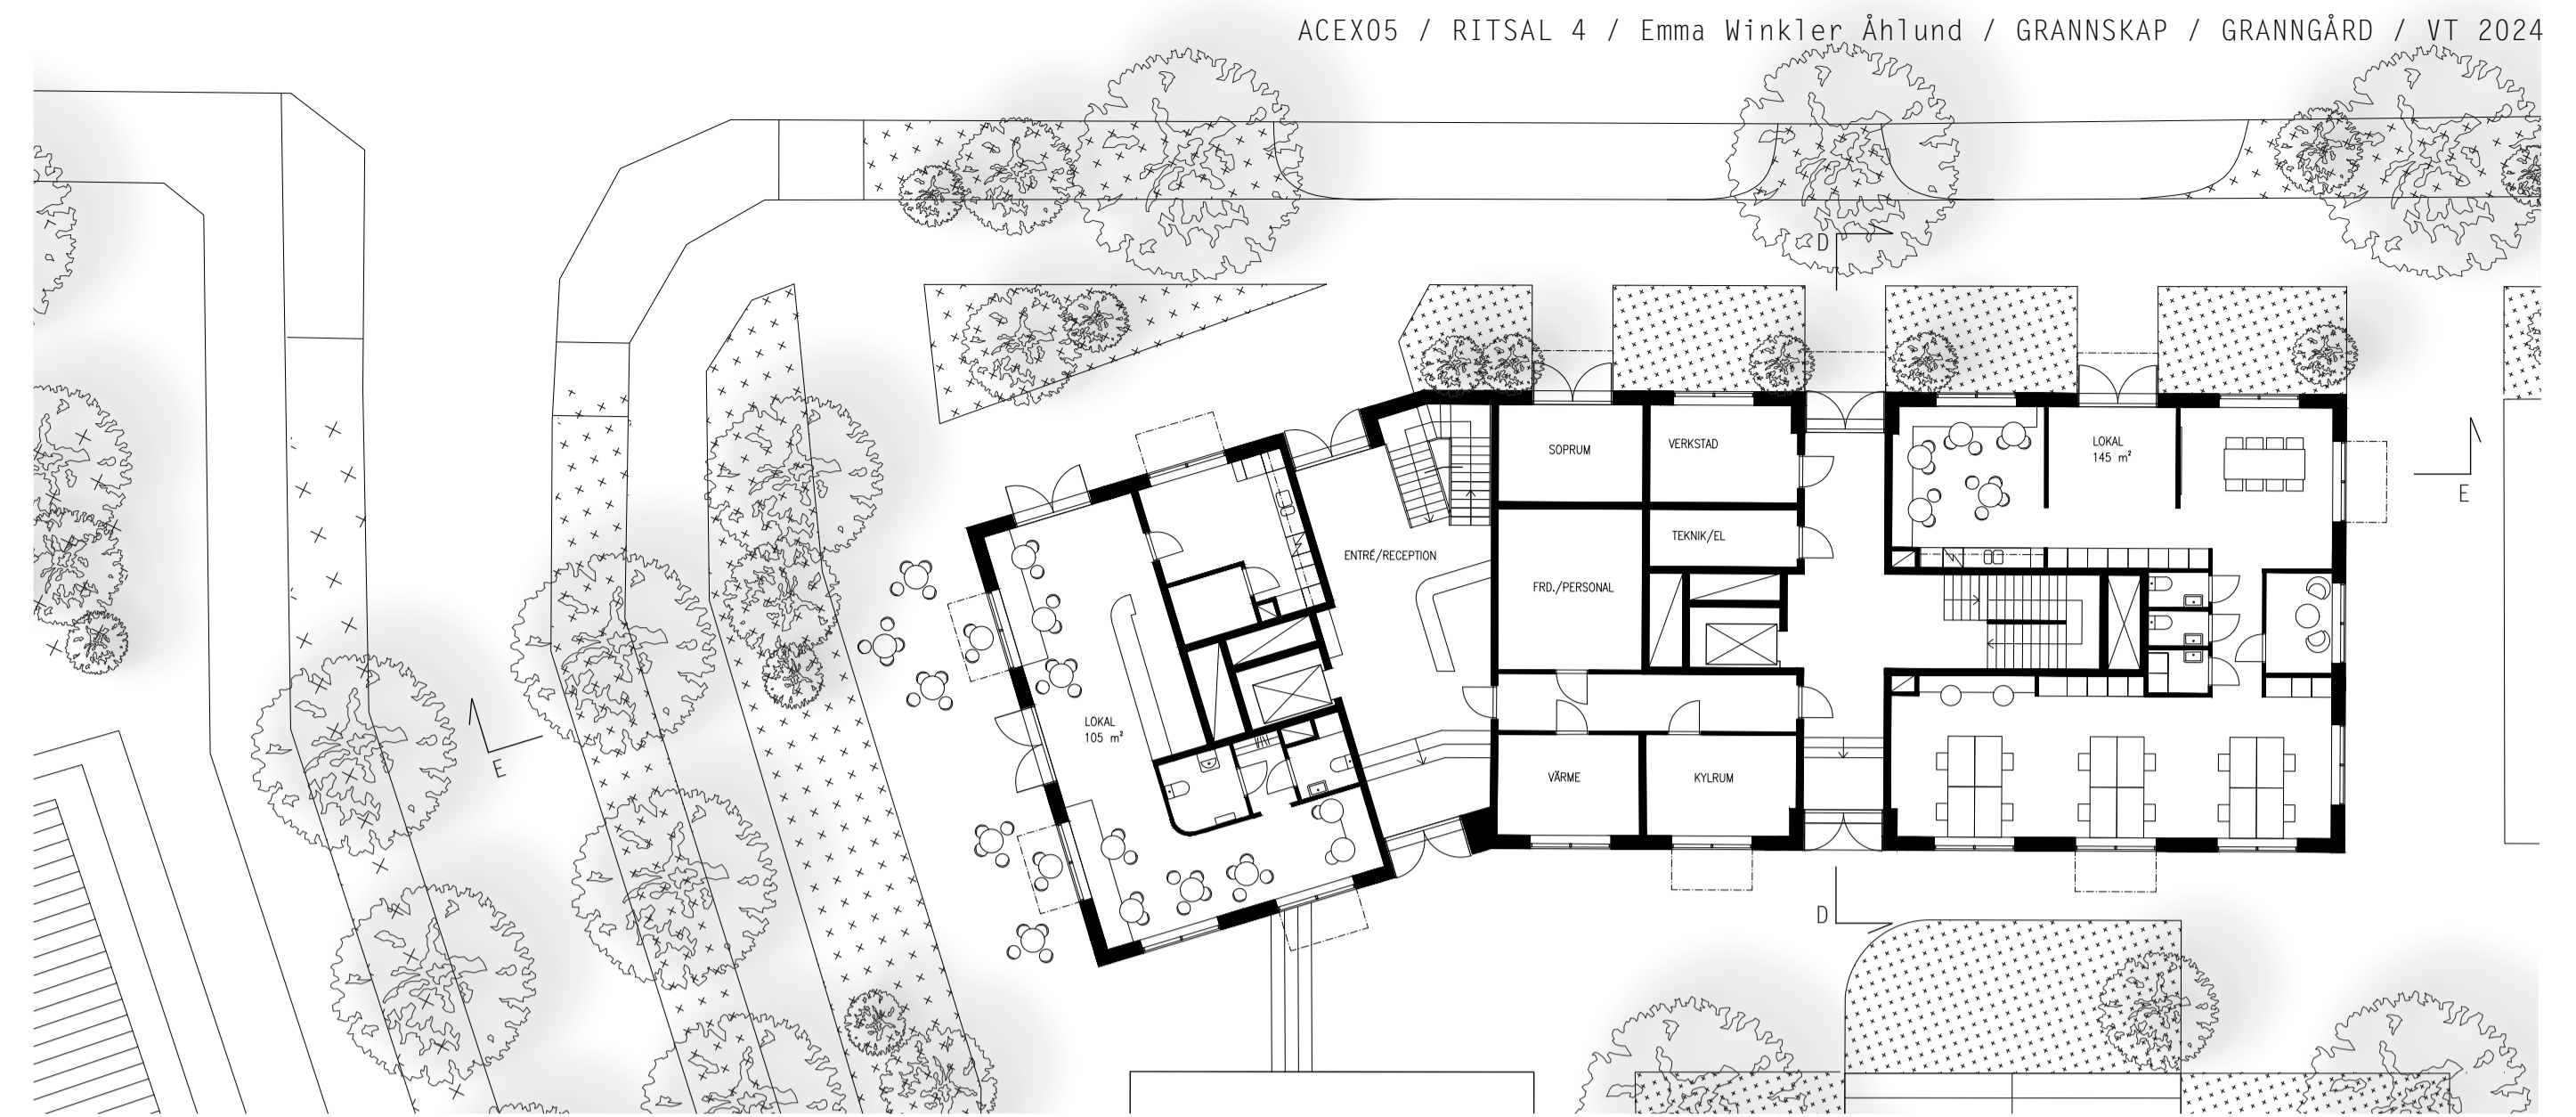 ACEX05 / RITSAL 4 / Emma Winkler Åhlund / GRANNSKAP / GRANNGÅRD / VT 2024
D
SOPRUM
VERKSTAD
LOKAL
145 m²
E
ENTRÉ/RECEPTION
TEKNIK/EL
FRD./PERSONAL
LOKAL
105 m²
E
VÄRME
KYLRUM
D